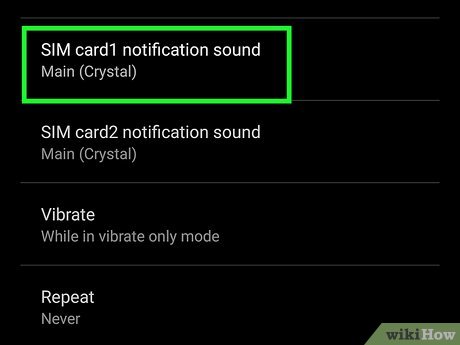 SIM card1 notification sound
Main (Crystal)
SIM card2 notification sound
Main (Crystal)
Vibrate
While in vibrate only mode
Repeat
Never
wikiHow